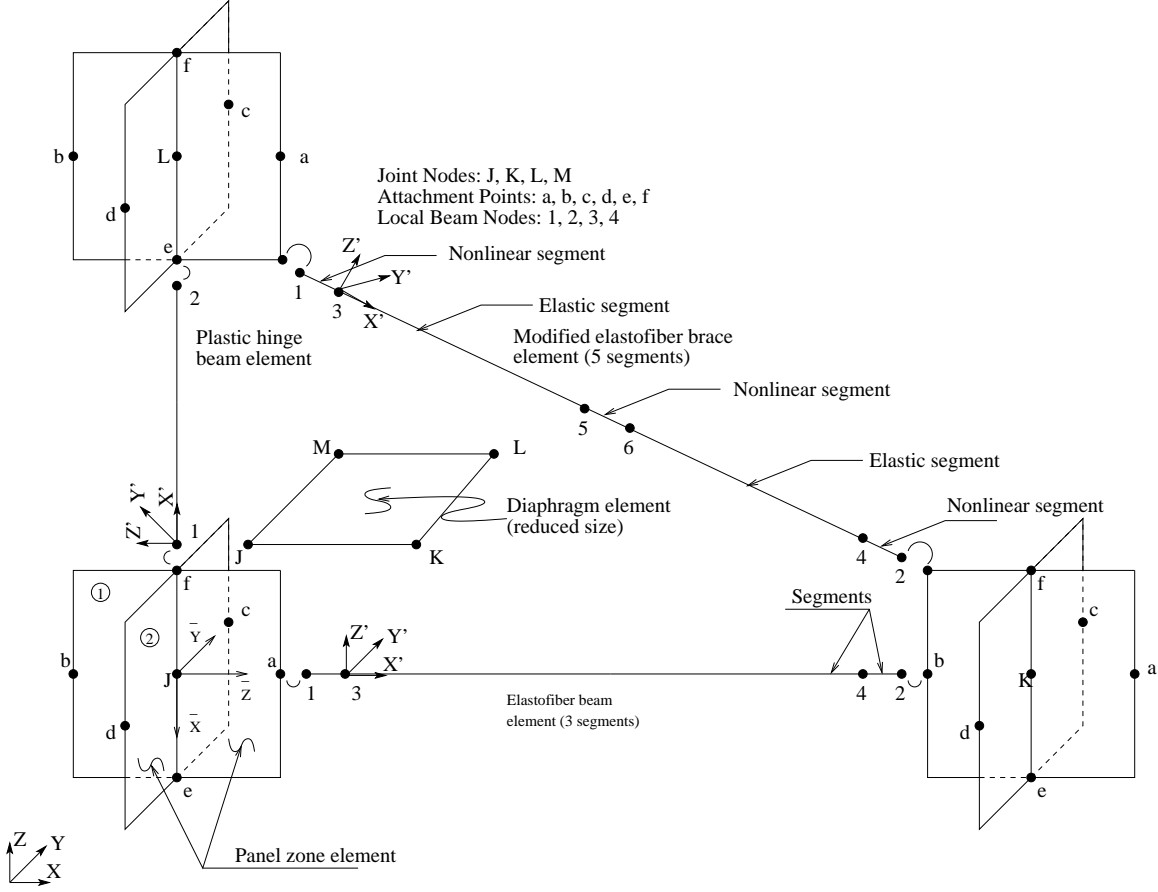 f
c
b
L
a
d
e
Joint Nodes: J, K, L, M
Attachment Points: a, b, c, d, e, f
Local Beam Nodes: 1, 2, 3, 4
Z'
Nonlinear segment
Y'
1
2
3
X'
Elastic segment
Plastic hinge
beam element
Modified elastofiber brace
element (5 segments)
Nonlinear segment
5
6
M
L
Elastic segment
Y'
X'
Z'
1
Diaphragm element
(reduced size)
J
K
Nonlinear segment
4
2
f
1
c
2
Y
b
J
a
Z
X
d
e
Z'
Y'
X'
1
3
Segments
4
2
Elastofiber beam
element (3 segments)
f
c
b
K
a
d
e
Z
Y
X
Panel zone element